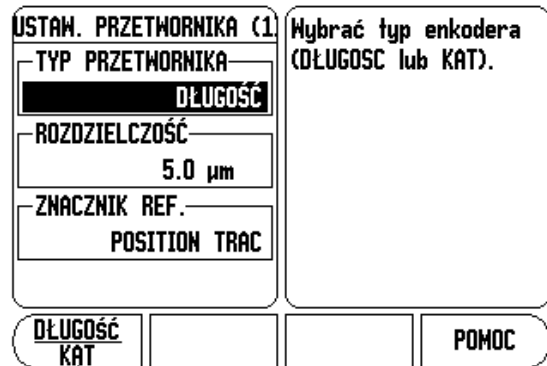 USTAW. PRZETWORNIKA (1
TYP PRZETWORNIKA
DŁUGOŚĆ
ROZDZIELCZOŚĆ
5.0 µm
ZNACZNIK REF.
POSITION TRAC
Wybrać typ enkodera
(DŁUGOSC lub KAT).
DŁUGOŚĆ
KAT
POMOC